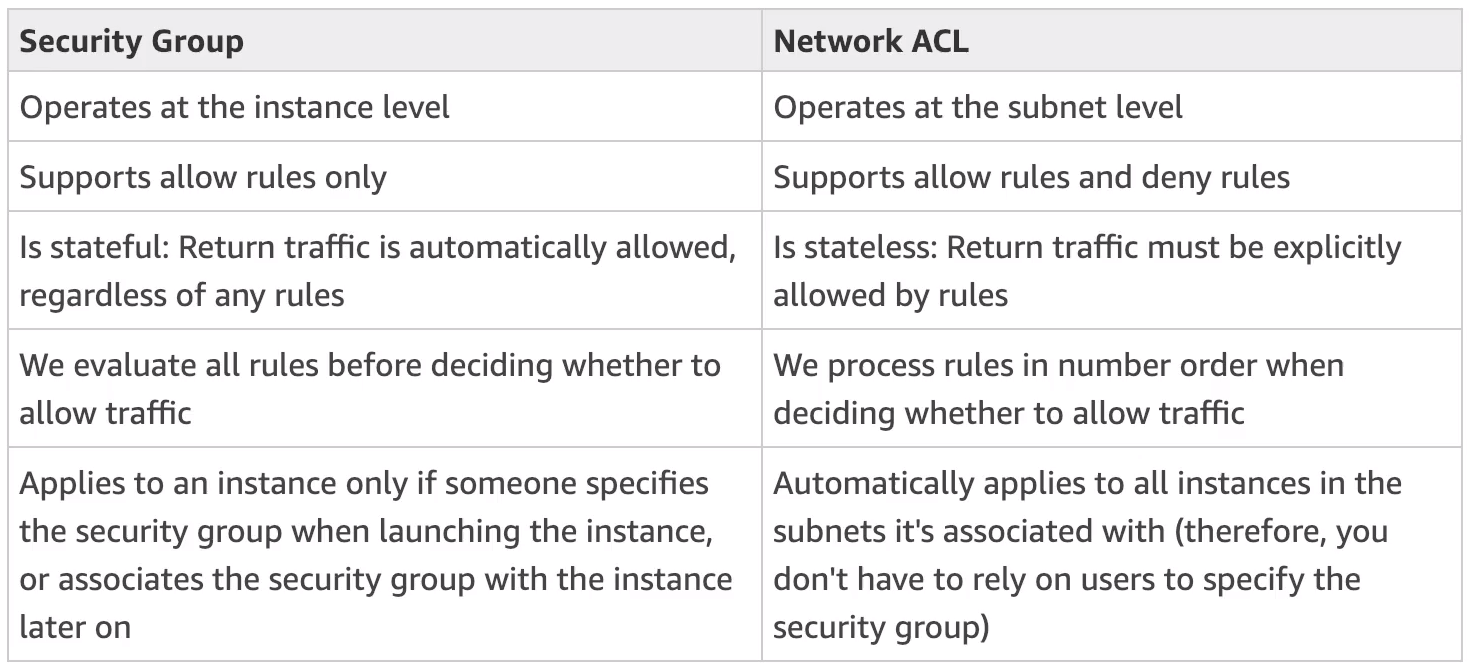 Security Group
Network ACL
Operates at the instance level
Operates at the subnet level
Supports allow rules only
Supports allow rules and deny rules
Is stateful: Return traffic is automatically allowed,
regardless of any rules
Is stateless: Return traffic must be explicitly
allowed by rules
We evaluate all rules before deciding whether to
allow traffic
We process rules in number order when
deciding whether to allow traffic
Applies to an instance only if someone specifies
the security group when launching the instance,
or associates the security group with the instance
later on
Automatically applies to all instances in the
subnets it's associated with (therefore, you
don't have to rely on users to specify the
security group)